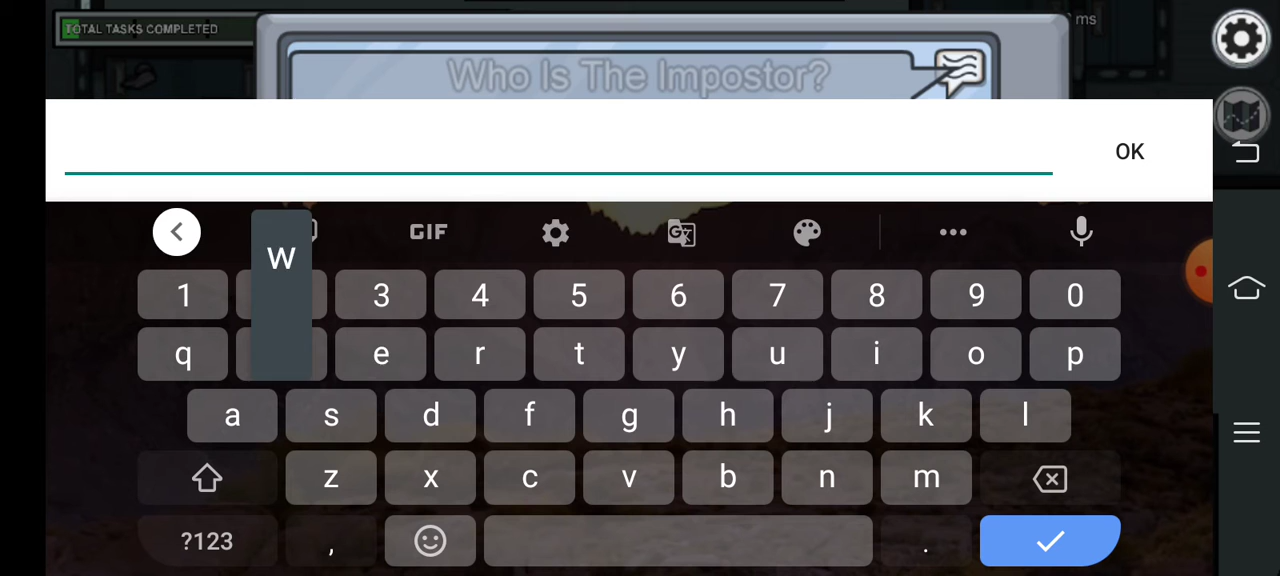 TOTAL TASKS COMPLETED
ms
Who Is The Impostor?
OK
GIF
w
1 3 4 5 6 7 8 9 0
q e r t y u i o p
a s d f g h j k l
z x c v b n m
?123 , .